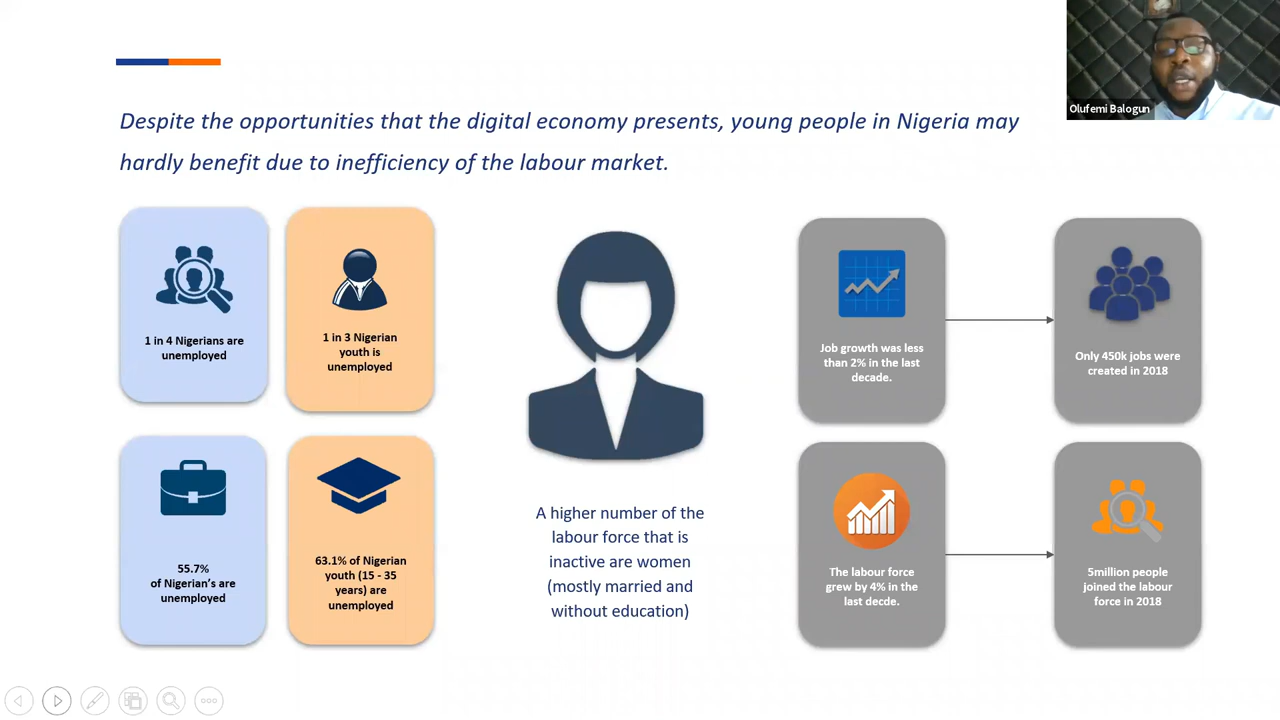 Olufemi Balogun
Despite the opportunities that the digital economy presents, young people in Nigeria may
hardly benefit due to inefficiency of the labour market.
1 in 4 Nigerians are
unemployed
1 in 3 Nigerian
youth is
unemployed
55.7%
of Nigerian's are
unemployed
63.1% of Nigerian
youth (15 - 35
years) are
unemployed
A higher number of the
labour force that is
inactive are women
(mostly married and
without education)
Job growth was less
than 2% in the last
decade.
Only 450k jobs were
created in 2018
The labour force
grew by 4% in the
last decde.
5million people
joined the labour
force in 2018